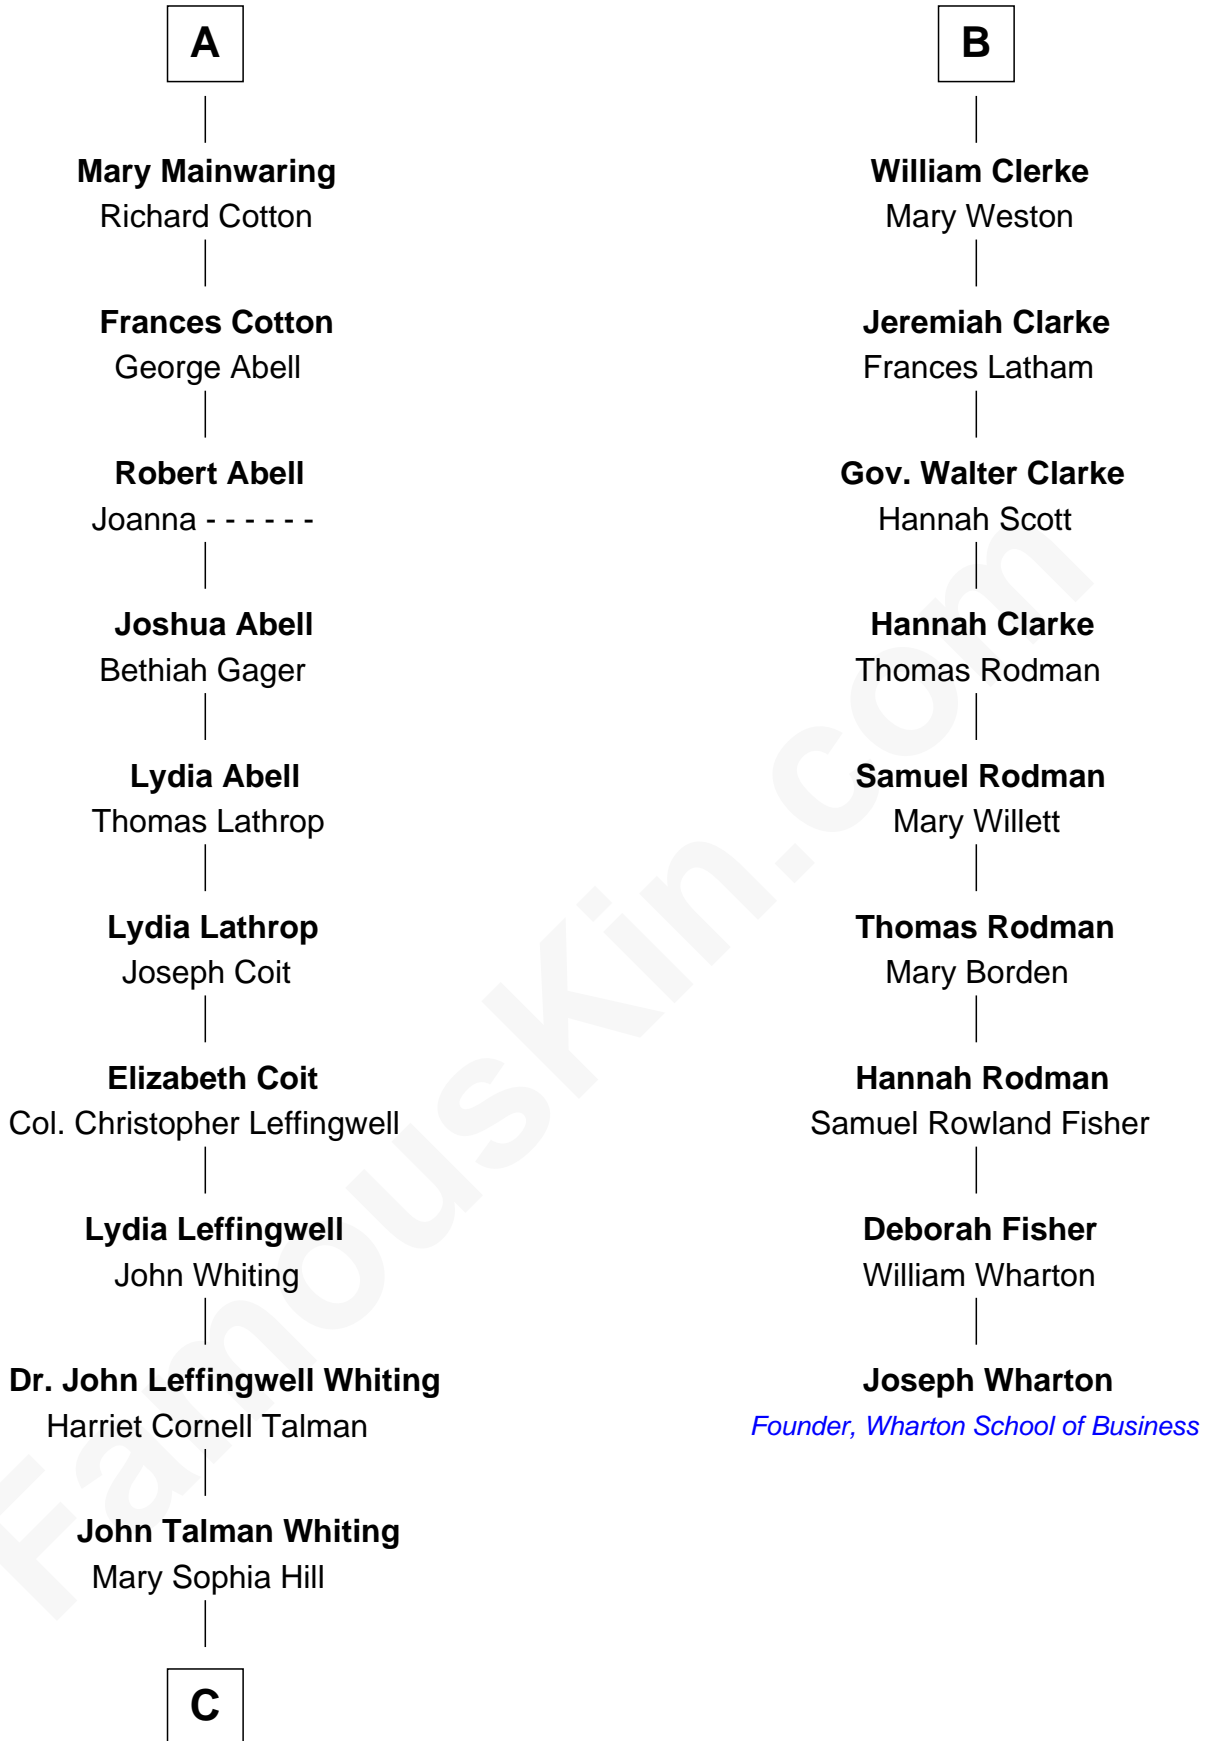 A
Mary Mainwaring
Richard Cotton
Frances Cotton
George Abell
Robert Abell
Joanna - - - - - -
Joshua Abell
Bethiah Gager
Lydia Abell
Thomas Lathrop
Lydia Lathrop
Joseph Coit
Elizabeth Coit
Col. Christopher Leffingwell
Lydia Leffingwell
John Whiting
Dr. John Leffingwell Whiting
Harriet Cornell Talman
John Talman Whiting
Mary Sophia Hill
C
B
William Clerke
Mary Weston
Jeremiah Clarke
Frances Latham
Gov. Walter Clarke
Hannah Scott
Hannah Clarke
Thomas Rodman
Samuel Rodman
Mary Willett
Thomas Rodman
Mary Borden
Hannah Rodman
Samuel Rowland Fisher
Deborah Fisher
William Wharton
Joseph Wharton
Founder, Wharton School of Business
FamousKin.com